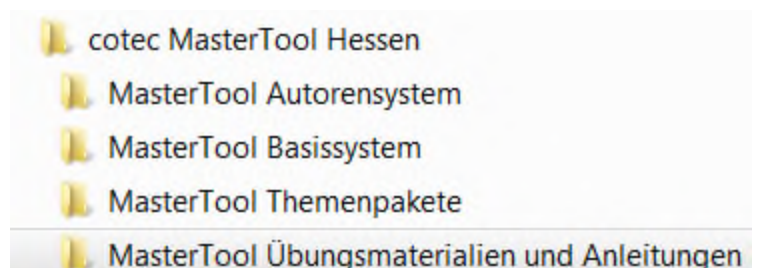 cotec MasterTool Hessen
MasterTool Autorensystem
MasterTool Basissystem
MasterTool Themenpakete
MasterTool Übungsmaterialien und Anleitungen